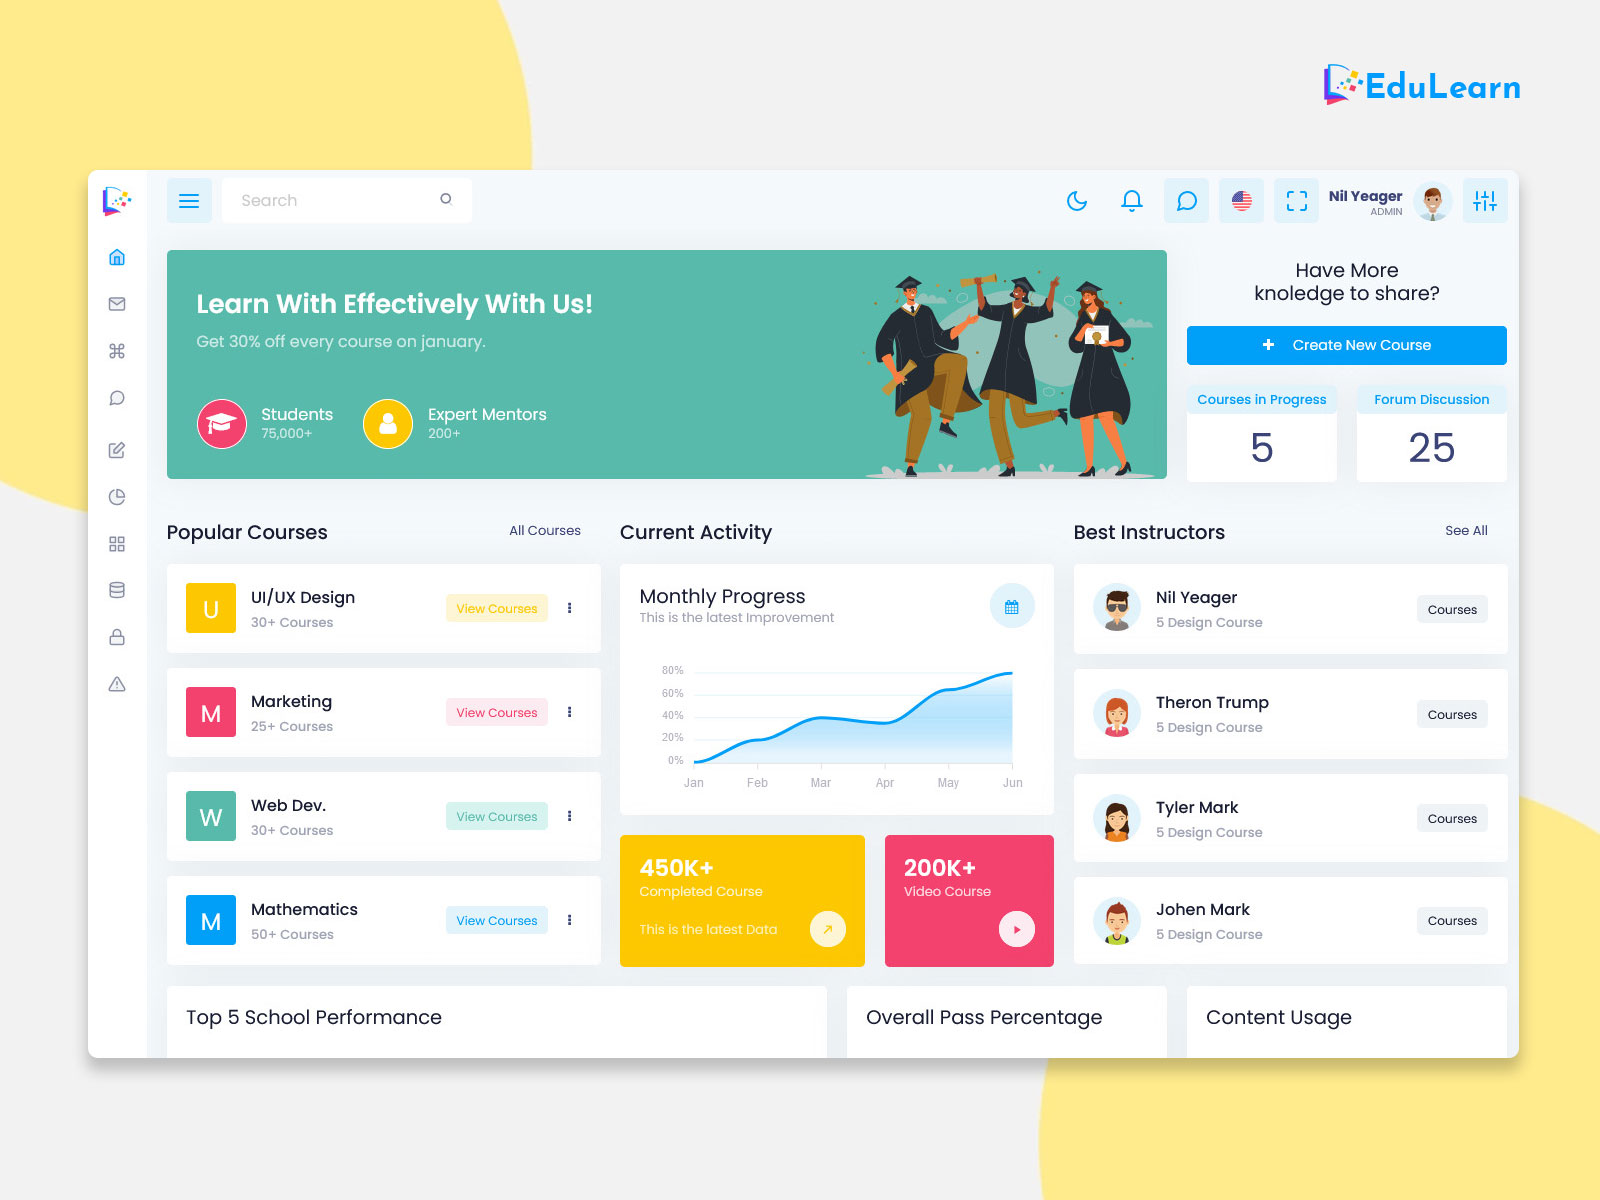 EduLearn
Search
Nil Yeager
ADMIN
Learn With Effectively With Us!
Get 30% off every course on january.
Students
75,000+
Expert Mentors
200+
Have More
knoledge to share?
+ Create New Course
Courses in Progress
5
Forum Discussion
25
Popular Courses
All Courses
U
UI/UX Design
30+ Courses
View Courses
M
Marketing
25+ Courses
View Courses
W
Web Dev.
30+ Courses
View Courses
M
Mathematics
50+ Courses
View Courses
Current Activity
Monthly Progress
This is the latest Improvement
80%
60%
40%
20%
0%
Jan Feb Mar Apr May Jun
450K+
Completed Course
This is the latest Data
200K+
Video Course
Best Instructors
See All
Nil Yeager
5 Design Course
Courses
Theron Trump
5 Design Course
Courses
Tyler Mark
5 Design Course
Courses
Johen Mark
5 Design Course
Courses
Top 5 School Performance
Overall Pass Percentage
Content Usage